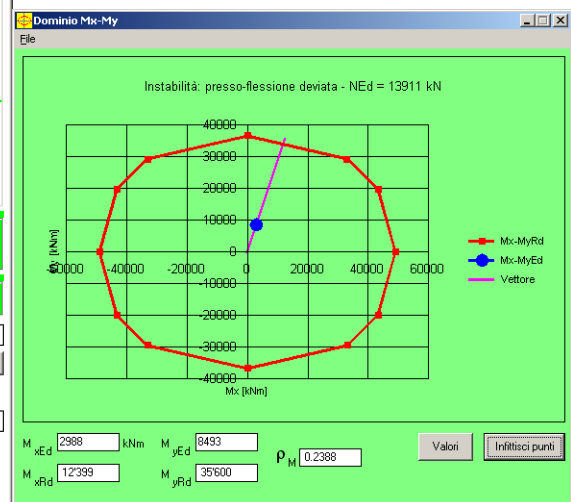 Dominio Mx-My
File
Instabilità: presso-flessione deviata - NEd = 13911 kN
40000
30000
20000
10000
0
-60000 -40000 -20000 0 20000 40000 60000
-10000
-20000
-30000
-40000
Mx [kNm]
Mx-MyRd
Mx-MyEd
Vettore
M xEd 2988 kNm M yEd 8493
ρ M 0.2388
Valori
Infittisci punti
M xRd 12'399 M yRd 35'600